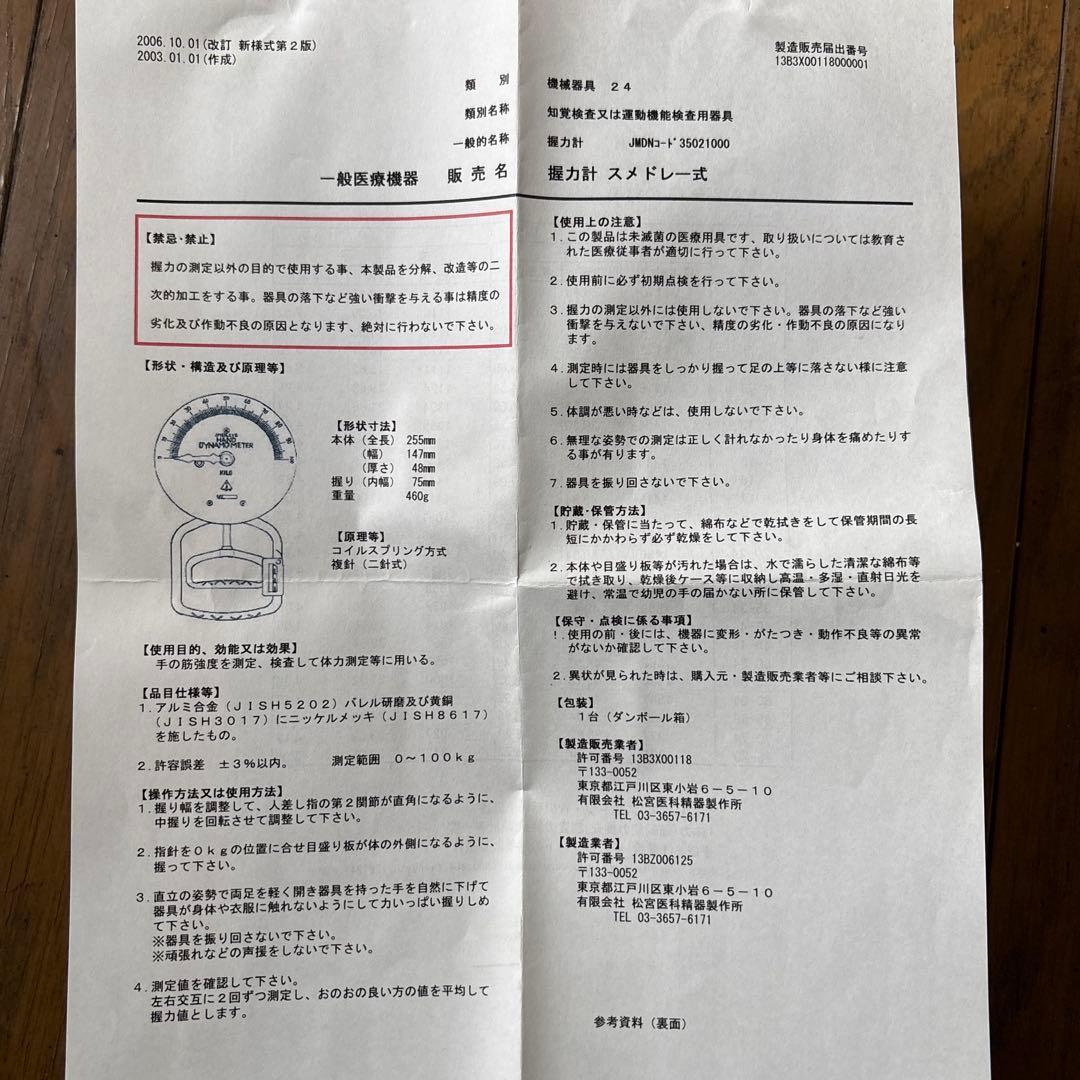 2006.10.01(改訂 新様式第2版)
2003.01.01(作成)
製造販売届出番号
13B3X00118000001
類 別 機械器具 24
類別名称 知覚検査又は運動機能検査用器具
一般的名称 握力計 JMDNコード35021000
一般医療機器 販売名 握力計 スメドレー式
【禁忌・禁止】
握力の測定以外の目的で使用する事、本製品を分解、改造等の二
次的加工をする事。器具の落下など強い衝撃を与える事は精度の
劣化及び作動不良の原因となります、絶対に行わないで下さい。
【形状・構造及び原理等】
HAND
DYNAMO METER
KILO
【形状寸法】
本体（全長） 255mm
（幅） 147mm
（厚さ） 48mm
握り（内幅） 75mm
重量 460g
【原理等】
コイルスプリング方式
複針（二針式）
【使用目的、効能又は効果】
手の筋強度を測定、検査して体力測定等に用いる。
【品目仕様等】
1．アルミ合金（JISH5202）バレル研磨及び黄銅
（JISH3017）にニッケルメッキ（JISH8617）
を施したもの。
2．許容誤差 ±3％以内。 測定範囲 0～100kg
【操作方法又は使用方法】
1．握り幅を調整して、人差し指の第2関節が直角になるように、
中握りを回転させて調整して下さい。
2．指針を0kgの位置に合せ目盛り板が体の外側になるように、
握って下さい。
3．直立の姿勢で両足を軽く開き器具を持った手を自然に下げて
器具が身体や衣服に触れないようにして力いっぱい握りしめ
て下さい。
※器具を振り回さないで下さい。
※頑張れなどの声援をしないで下さい。
4．測定値を確認して下さい。
左右交互に2回ずつ測定し、おのおの良い方の値を平均して
握力値とします。
【使用上の注意】
1．この製品は未滅菌の医療用具です、取り扱いについては教育さ
れた医療従事者が適切に行って下さい。
2．使用前に必ず初期点検を行って下さい。
3．握力の測定以外には使用しないで下さい。器具の落下など強い
衝撃を与えないで下さい、精度の劣化・作動不良の原因になり
ます。
4．測定時には器具をしっかり握って足の上等に落さない様に注意
して下さい。
5．体調が悪い時などは、使用しないで下さい。
6．無理な姿勢での測定は正しく計れなかったり身体を痛めたりす
る事が有ります。
7．器具を振り回さないで下さい。
【貯蔵・保管方法】
1．貯蔵・保管に当たって、綿布などで乾拭きをして保管期間の長
短にかかわらず必ず乾燥をして下さい。
2．本体や目盛り板等が汚れた場合は、水で濡らした清潔な綿布等
で拭き取り、乾燥後ケース等に収納し高温・多湿・直射日光を
避け、常温で幼児の手の届かない所に保管して下さい。
【保守・点検に係る事項】
！．使用の前・後には、機器に変形・がたつき・動作不良等の異常
がないか確認して下さい。
2．異状が見られた時は、購入元・製造販売業者等にご相談下さい。
【包装】
1台（ダンボール箱）
【製造販売業者】
許可番号 13B3X00118
〒133-0052
東京都江戸川区東小岩6-5-10
有限会社 松宮医科精器製作所
TEL 03-3657-6171
【製造業者】
許可番号 13BZ006125
〒133-0052
東京都江戸川区東小岩6-5-10
有限会社 松宮医科精器製作所
TEL 03-3657-6171
参考資料（裏面）